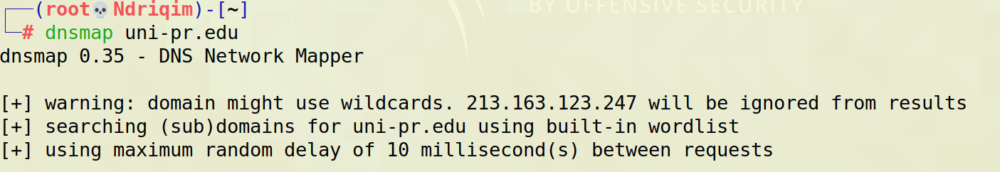 BY OFFENSIVE SECURITY
┌──(root💀Ndriqim)-[~]
└─# dnsmap uni-pr.edu
dnsmap 0.35 - DNS Network Mapper
[+] warning: domain might use wildcards. 213.163.123.247 will be ignored from results
[+] searching (sub)domains for uni-pr.edu using built-in wordlist
[+] using maximum random delay of 10 millisecond(s) between requests